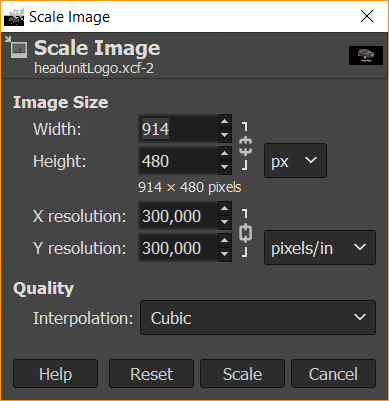 Scale Image
Scale Image
headunitLogo.xcf-2
Image Size
Width: 914
Height: 480 px
914 × 480 pixels
X resolution: 300,000
Y resolution: 300,000 pixels/in
Quality
Interpolation: Cubic
Help Reset Scale Cancel